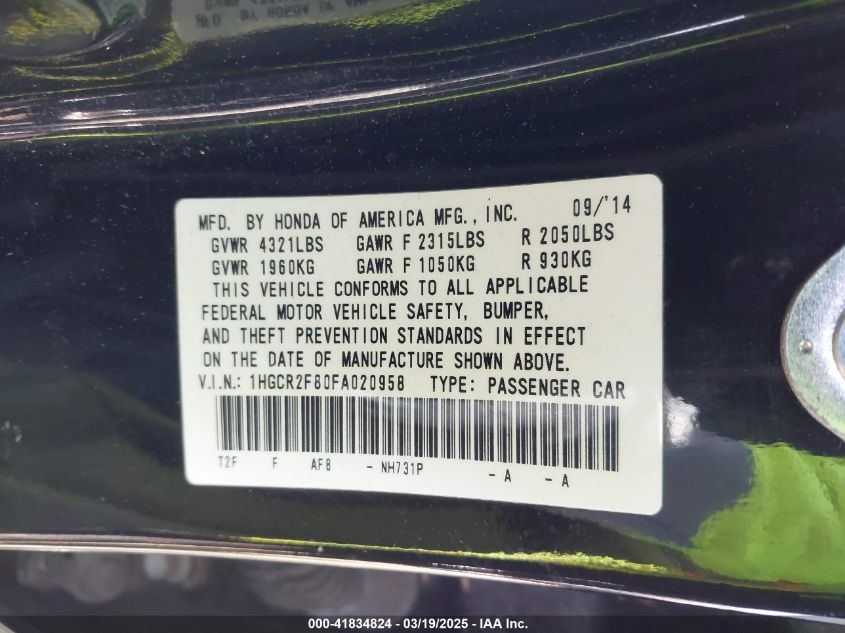 MFD. BY HONDA OF AMERICA MFG., INC. 09/'14
GVWR 4321LBS GAWR F 2315LBS R 2050LBS
GVWR 1960KG GAWR F 1050KG R 930KG
THIS VEHICLE CONFORMS TO ALL APPLICABLE
FEDERAL MOTOR VEHICLE SAFETY, BUMPER,
AND THEFT PREVENTION STANDARDS IN EFFECT
ON THE DATE OF MANUFACTURE SHOWN ABOVE.
V.I.N.: 1HGCR2F80FA020958 TYPE: PASSENGER CAR
T2F F AF8 - NH731P - A - A
000-41834824 / 03/19/2025 - IAA Inc.